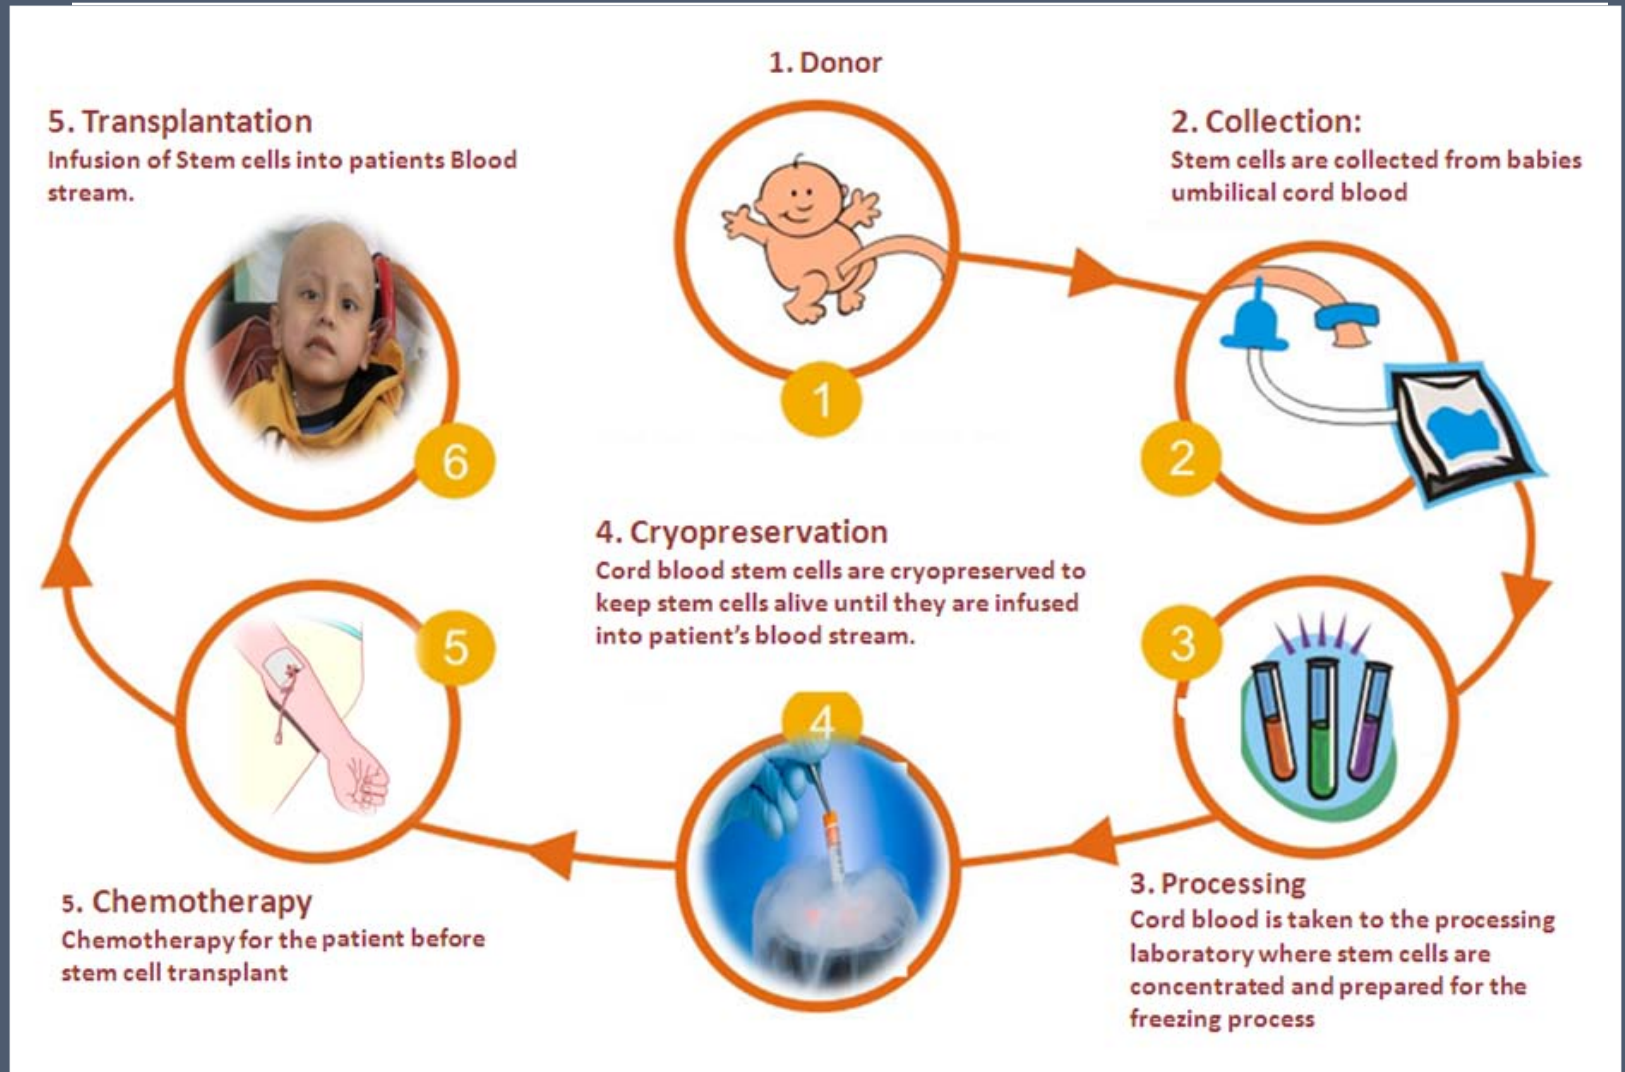 1. Donor
1
2. Collection:
Stem cells are collected from babies
umbilical cord blood
2
3
3. Processing
Cord blood is taken to the processing
laboratory where stem cells are
concentrated and prepared for the
freezing process
4. Cryopreservation
Cord blood stem cells are cryopreserved to
keep stem cells alive until they are infused
into patient's blood stream.
4
5
5. Chemotherapy
Chemotherapy for the patient before
stem cell transplant
5. Transplantation
Infusion of Stem cells into patients Blood
stream.
6